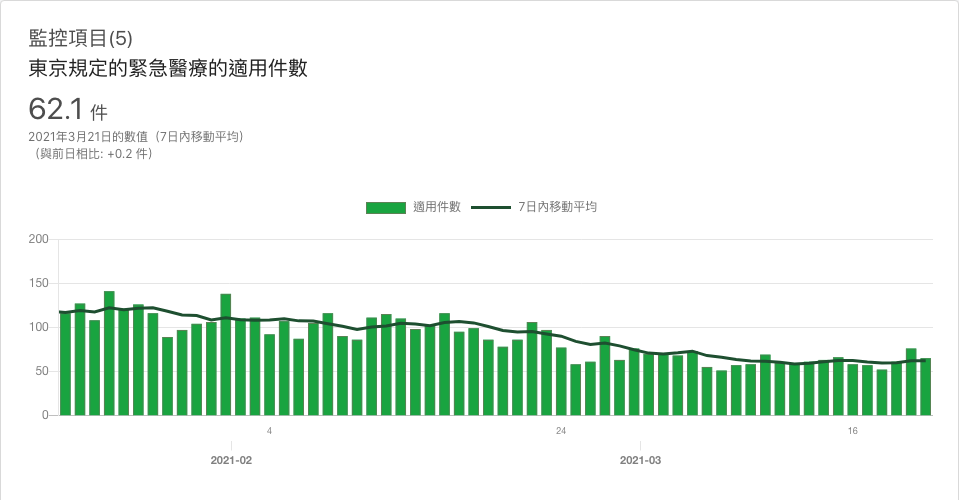 監控項目(5)
東京規定的緊急醫療的適用件數
62.1 件
2021年3月21日的數值（7日內移動平均）
（與前日相比: +0.2 件）
適用件數 7日內移動平均
200
150
100
50
0
4 24 16
2021-02 2021-03